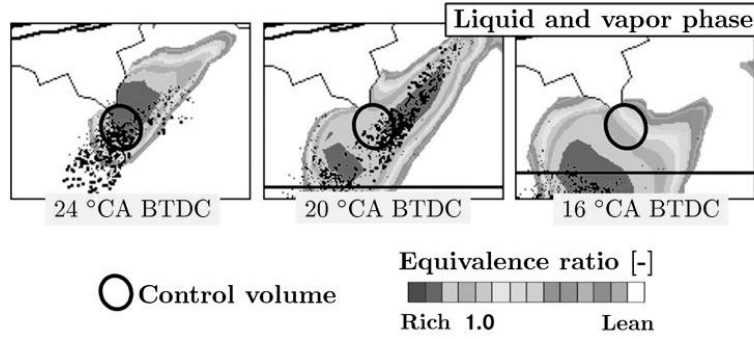 Liquid and vapor phase
24 °CA BTDC
20 °CA BTDC
16 °CA BTDC
Control volume
Equivalence ratio [-]
Rich 1.0 Lean